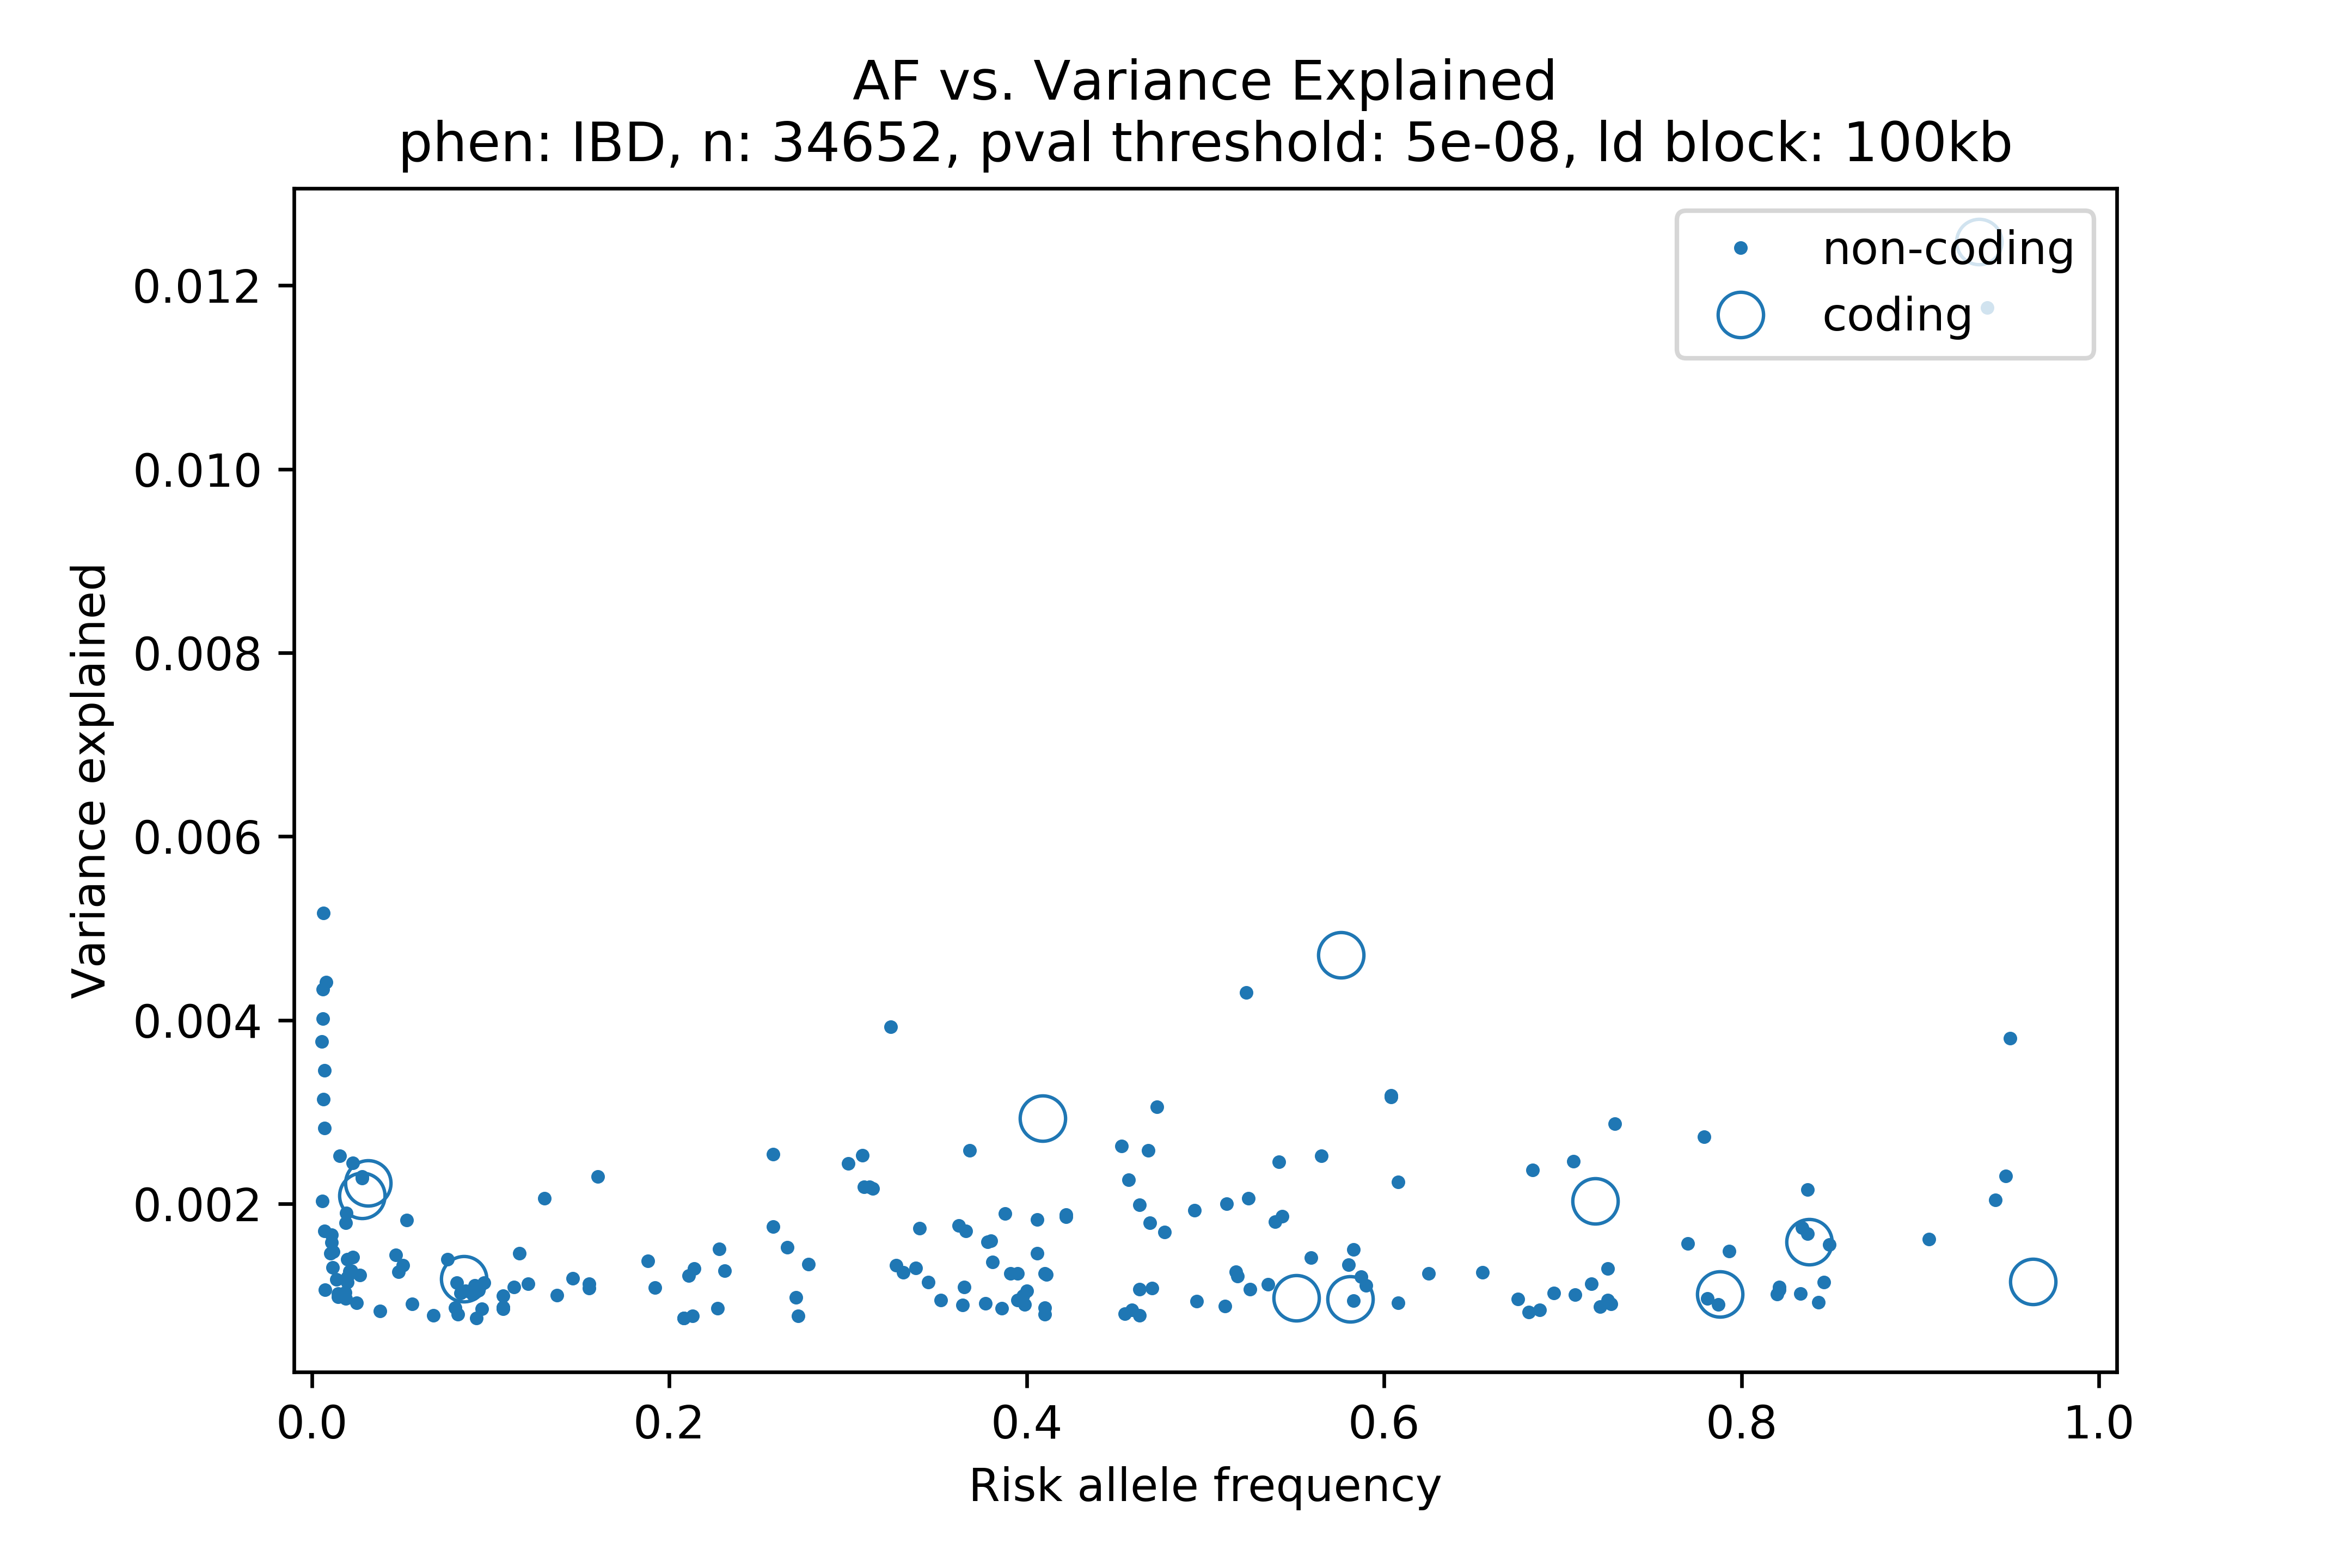 AF vs. Variance Explained
phen: IBD, n: 34652, pval threshold: 5e-08, ld block: 100kb
non-coding
coding
0.012
0.010
0.008
0.006
0.004
0.002
Variance explained
0.0 0.2 0.4 0.6 0.8 1.0
Risk allele frequency